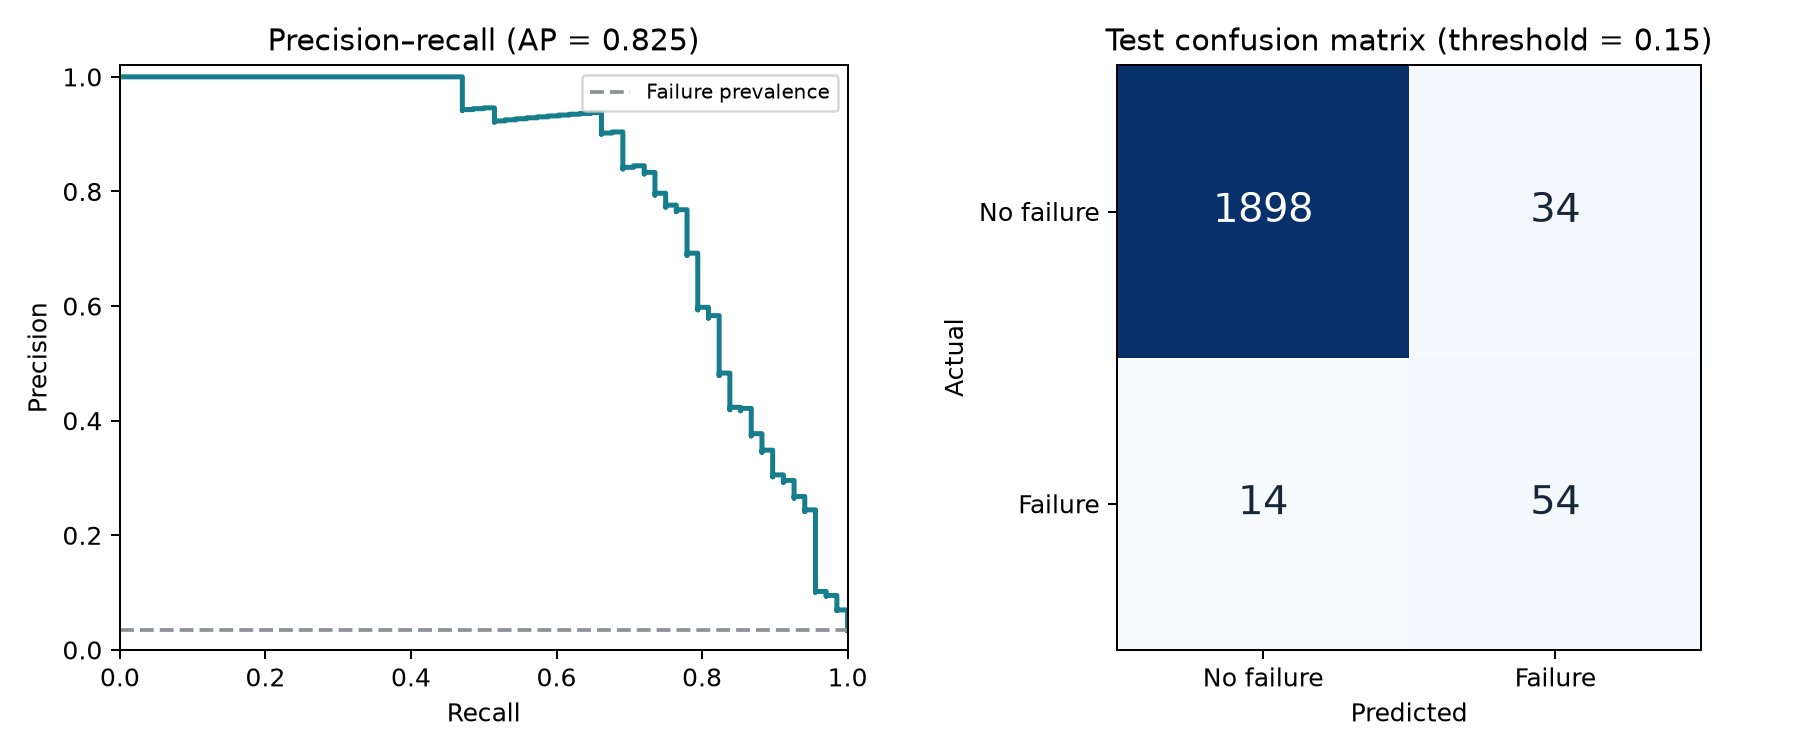 Precision–recall (AP = 0.825)
Failure prevalence
1.0
0.8
0.6
0.4
0.2
0.0
Precision
0.0 0.2 0.4 0.6 0.8 1.0
Recall
Test confusion matrix (threshold = 0.15)
Actual
No failure
1898 34
Failure
14 54
No failure Failure
Predicted